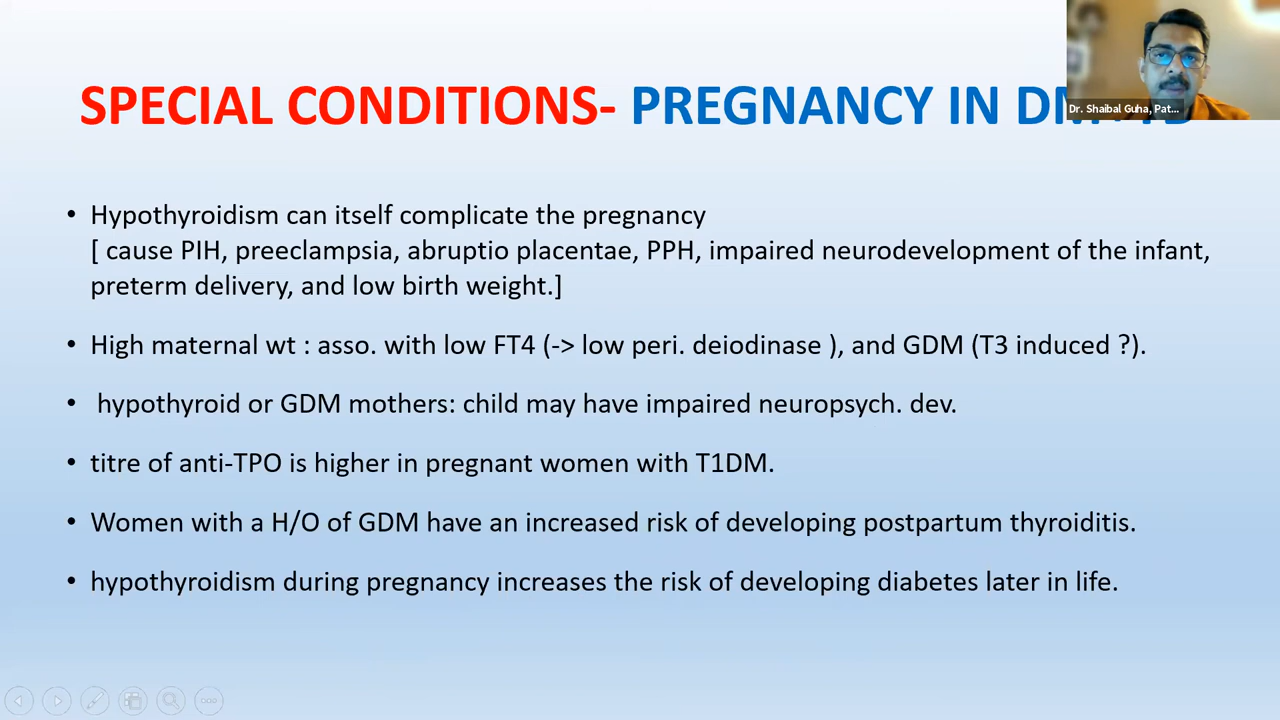 SPECIAL CONDITIONS- PREGNANCY IN
Dr. Shaibal Guha, Pat...
• Hypothyroidism can itself complicate the pregnancy
[ cause PIH, preeclampsia, abruptio placentae, PPH, impaired neurodevelopment of the infant,
preterm delivery, and low birth weight.]
• High maternal wt : asso. with low FT4 (-> low peri. deiodinase ), and GDM (T3 induced ?).
• hypothyroid or GDM mothers: child may have impaired neuropsych. dev.
• titre of anti-TPO is higher in pregnant women with T1DM.
• Women with a H/O of GDM have an increased risk of developing postpartum thyroiditis.
• hypothyroidism during pregnancy increases the risk of developing diabetes later in life.